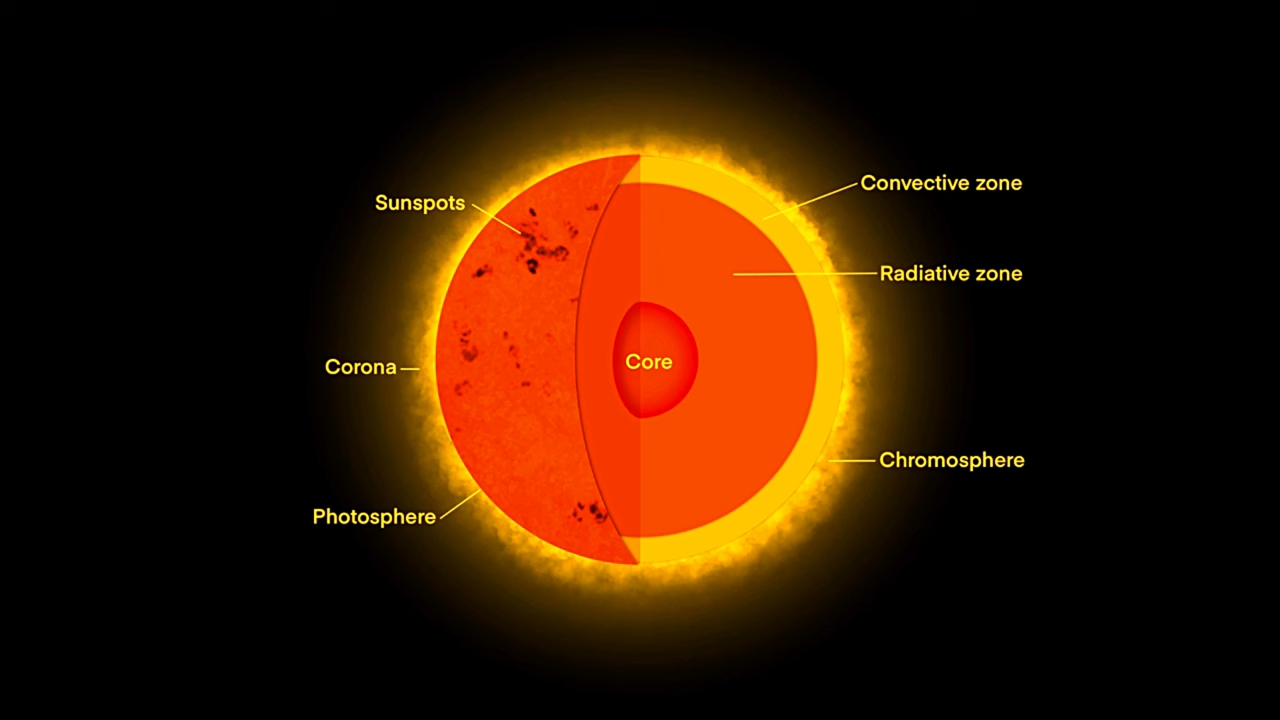 Sunspots
Corona
Photosphere
Core
Convective zone
Radiative zone
Chromosphere